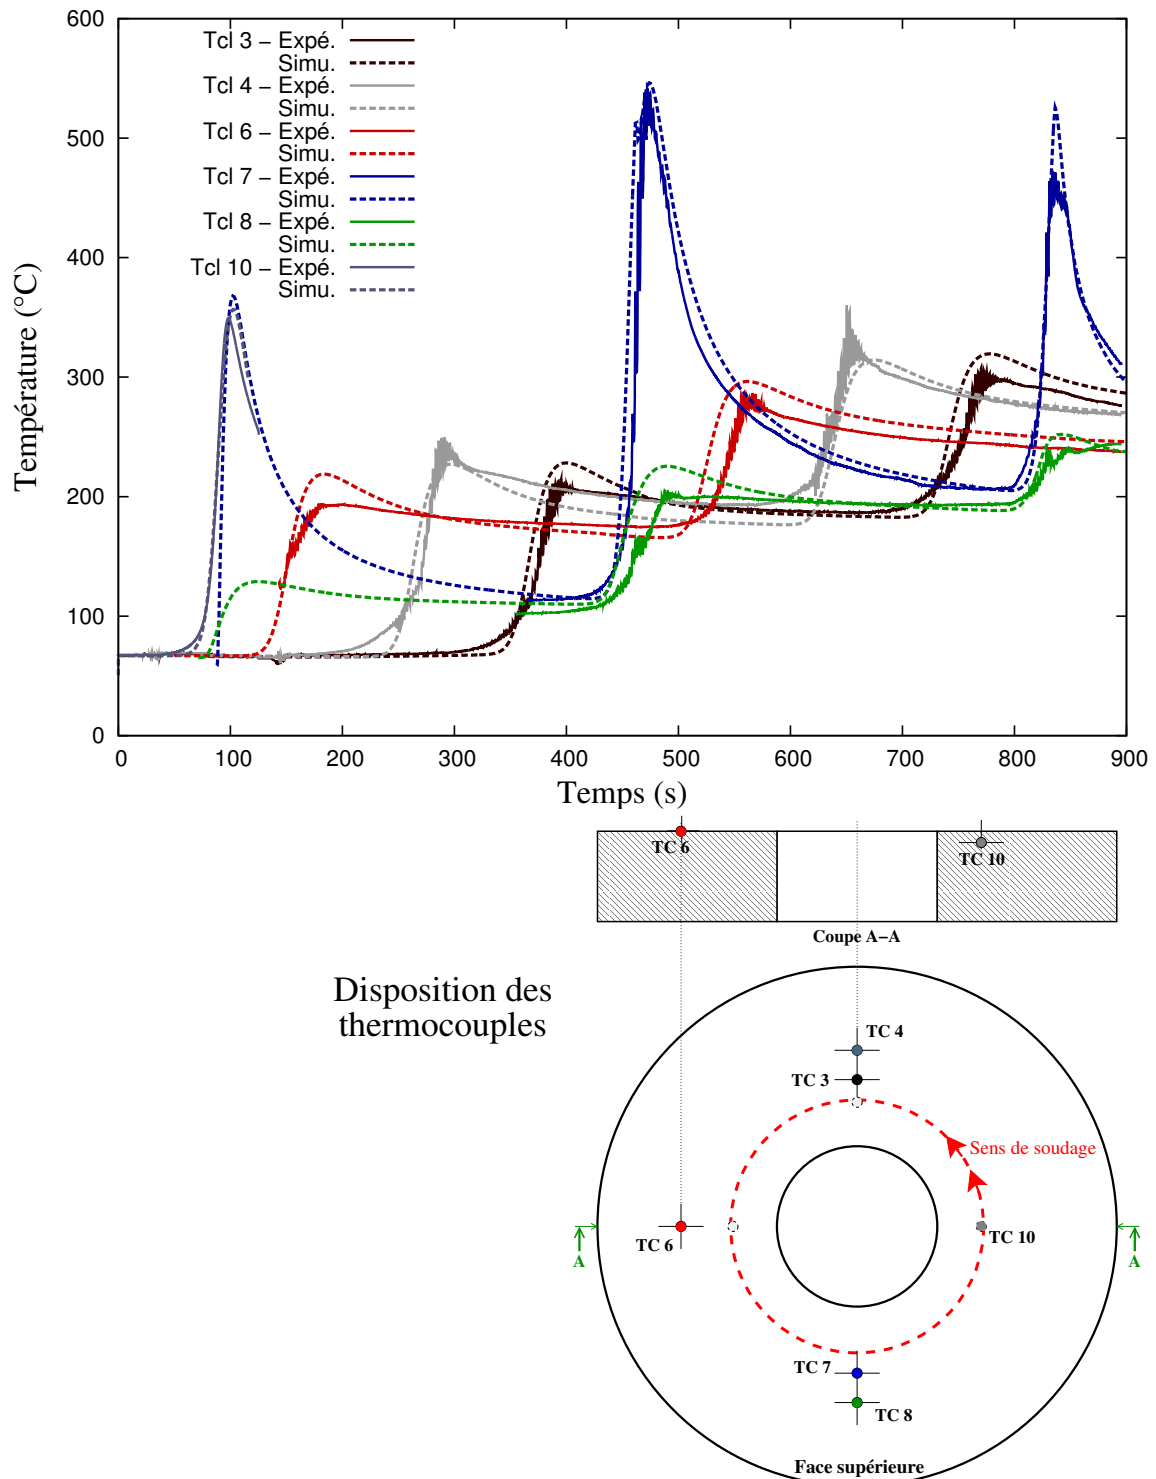 600
500
400
300
200
100
0
Température (°C)
Tcl 3 – Expé.
Simu.
Tcl 4 – Expé.
Simu.
Tcl 6 – Expé.
Simu.
Tcl 7 – Expé.
Simu.
Tcl 8 – Expé.
Simu.
Tcl 10 – Expé.
Simu.
0 100 200 300 400 500 600 700 800 900
Temps (s)
TC 6
TC 10
Coupe A–A
Disposition des
thermocouples
TC 4
TC 3
Sens de soudage
TC 6
TC 10
A
A
TC 7
TC 8
Face supérieure